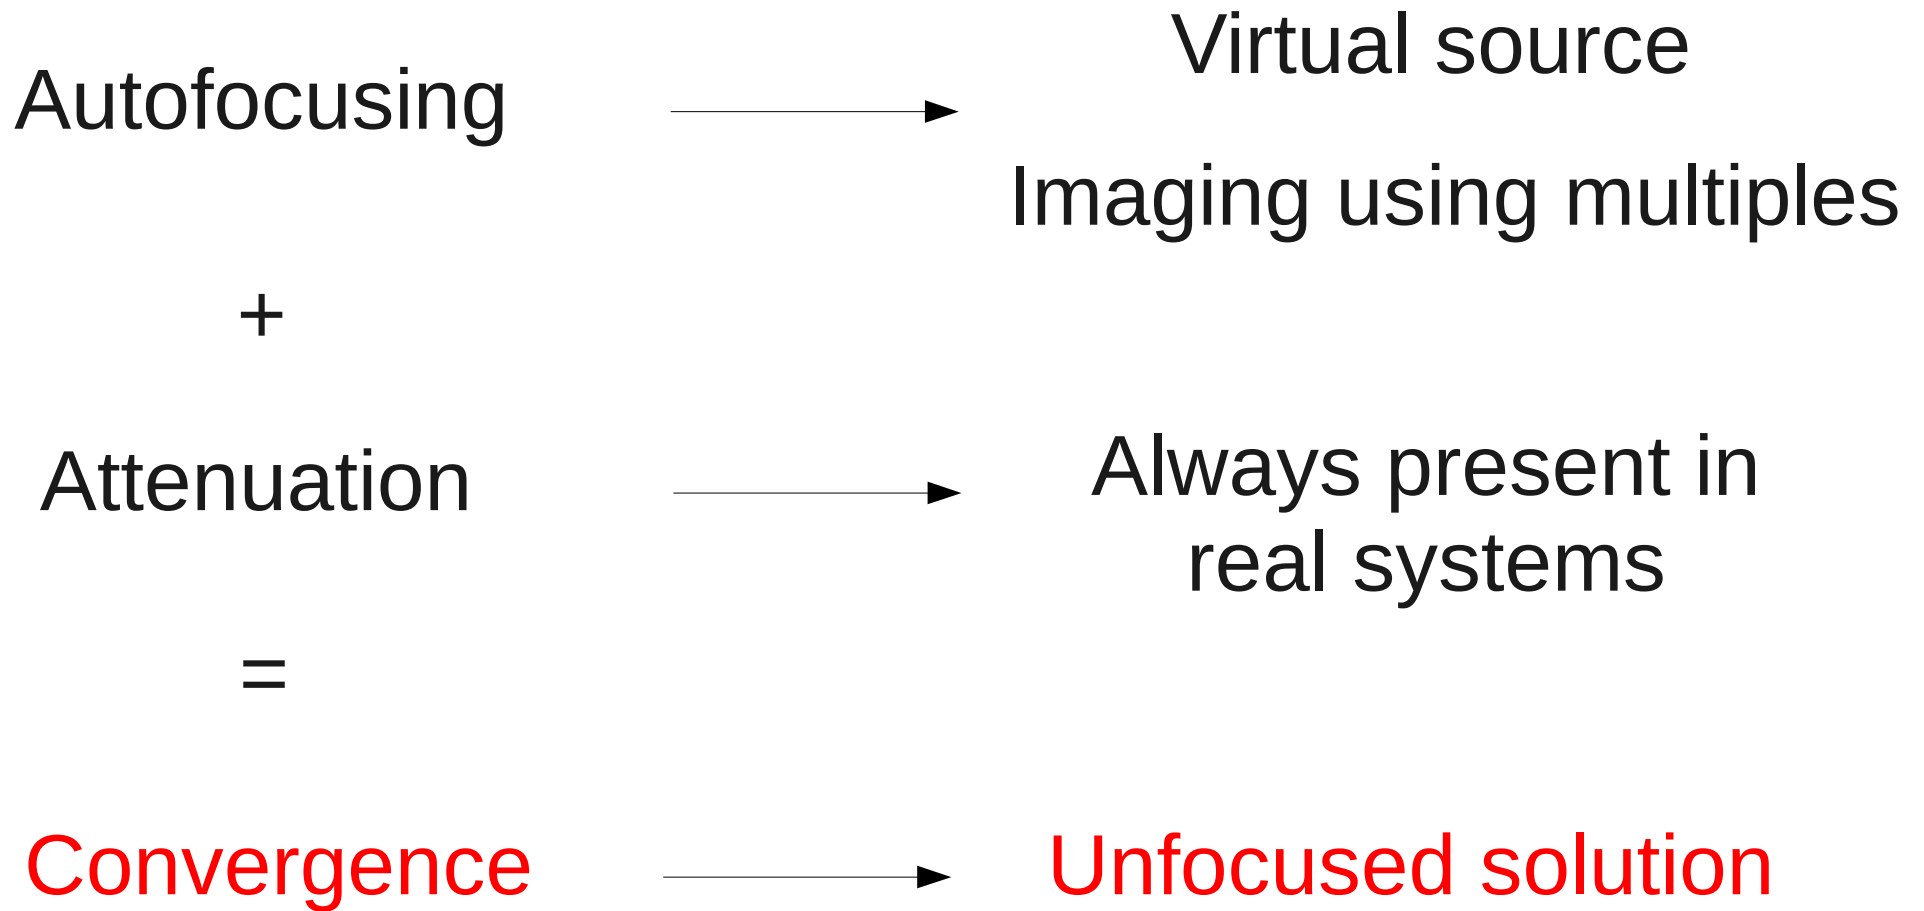 Autofocusing
Virtual source
Imaging using multiples
+
Attenuation
Always present in
real systems
=
Convergence
Unfocused solution